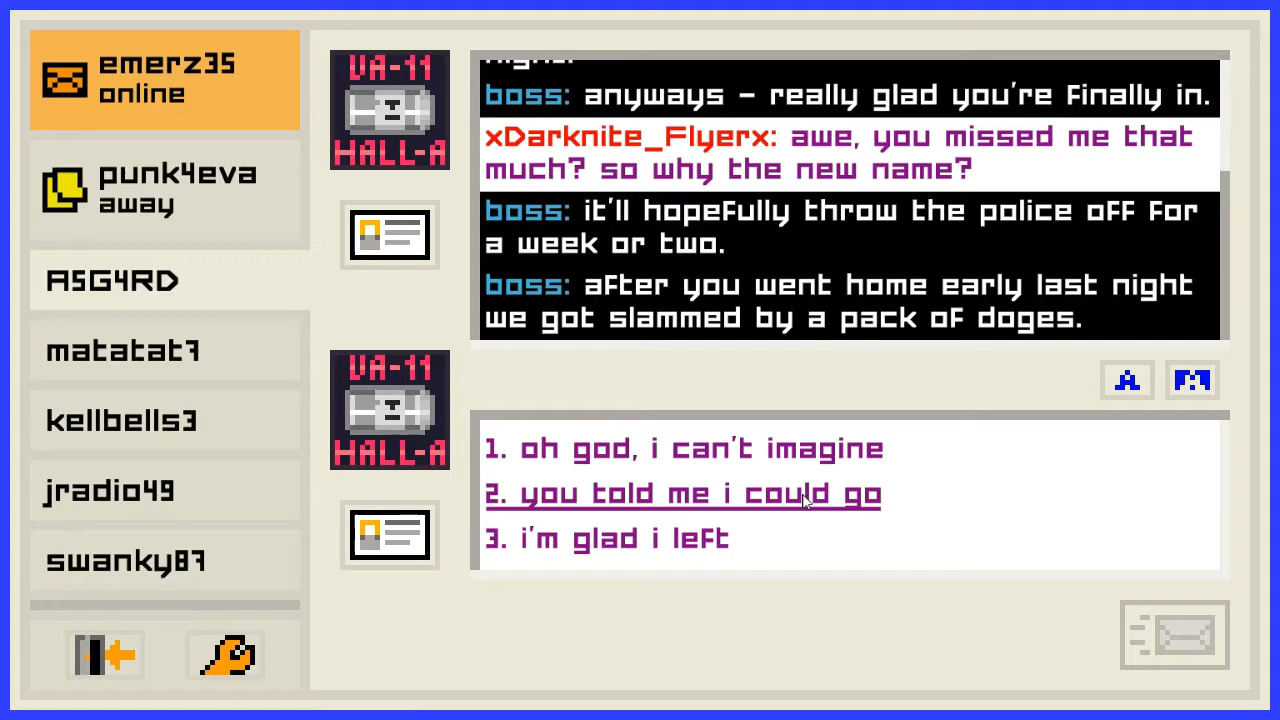 emerz35
online
punk4eva
away
A5G4RD
matatat7
kellbells3
jradio49
swanky87
VA-11
HALL-A
boss: anyways - really glad you're finally in.
xDarknite_Flyerx: awe, you missed me that
much? so why the new name?
boss: it'll hopefully throw the police off for
a week or two.
boss: after you went home early last night
we got slammed by a pack of doges.
A
VA-11
HALL-A
1. oh god, i can't imagine
2. you told me i could go
3. i'm glad i left